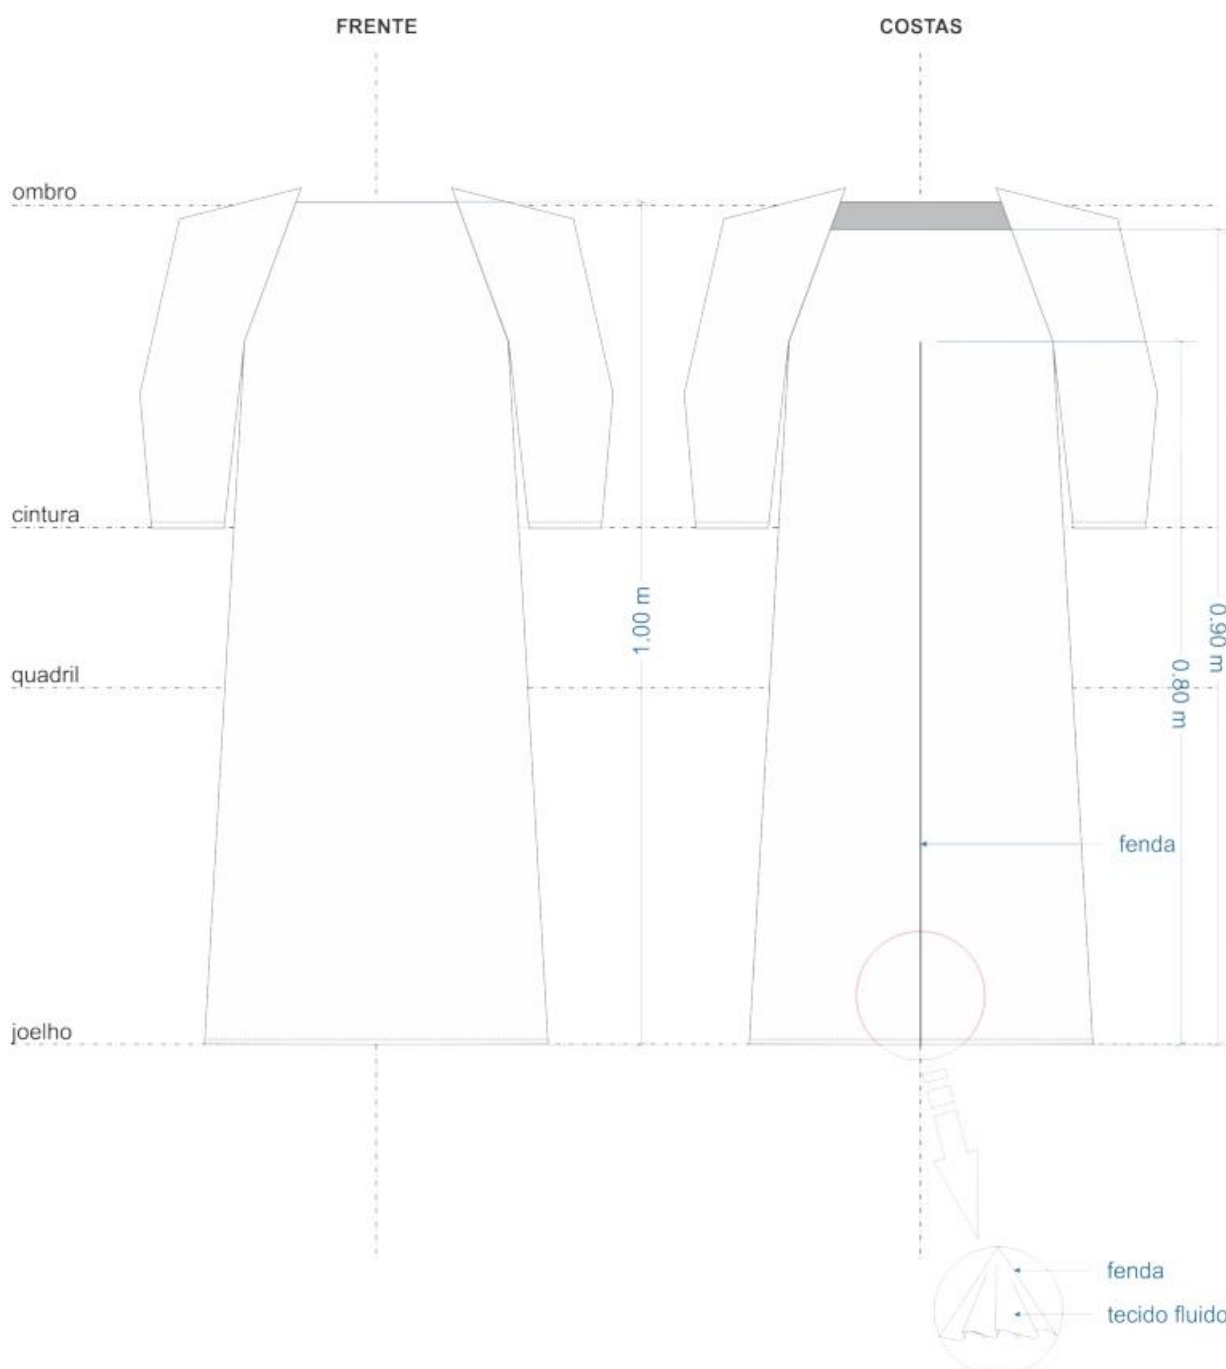 FRENTE
COSTAS
ombro
cintura
1.00 m
0.90 m
quadril
0.80 m
fenda
joelho
fenda
tecido fluido